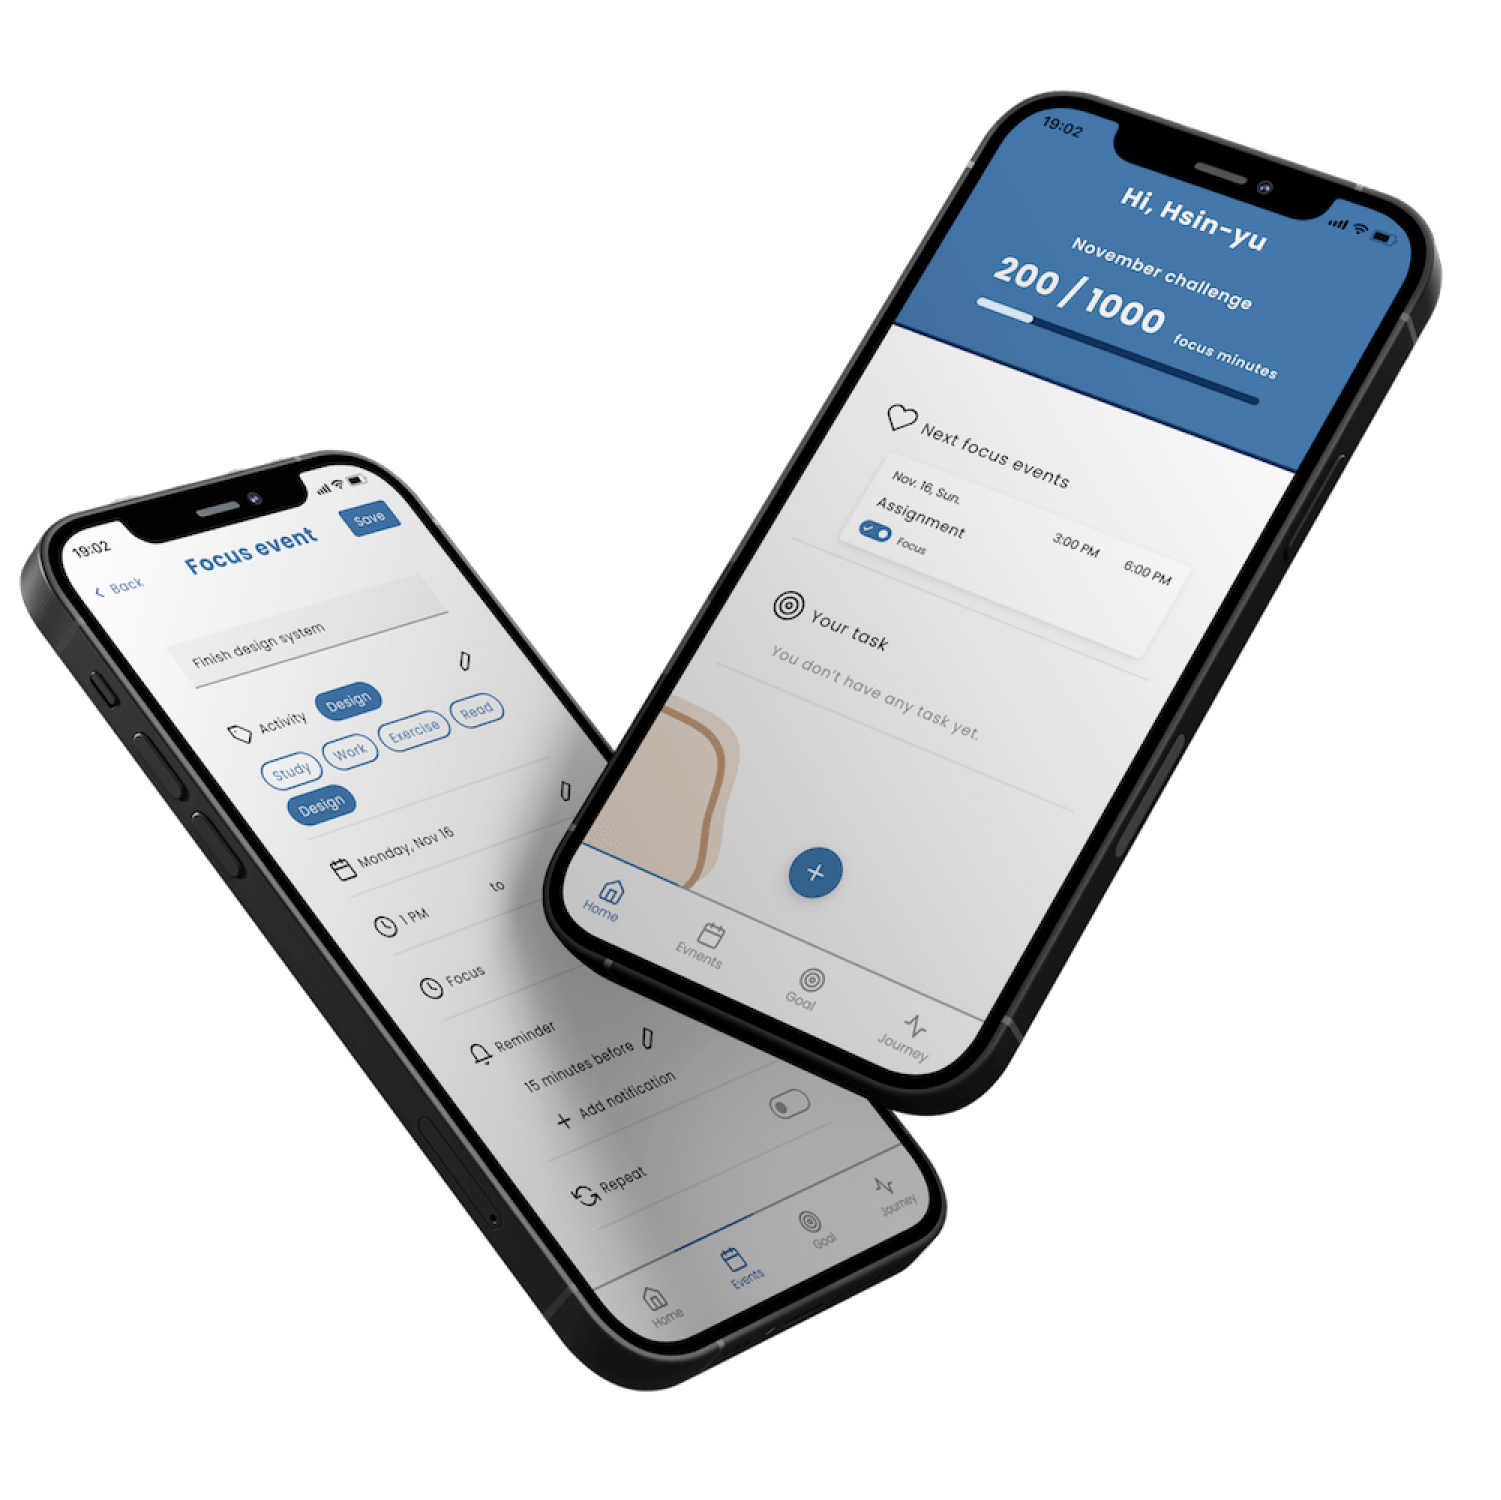 19:02
Focus event
Save
Back
Finish design system
Activity
Design
Study
Work
Exercise
Read
Design
Monday, Nov 16
1 PM
to
Focus
Reminder
15 minutes before
Add notification
Repeat
Home
Events
Goal
Journey
19:02
Hi, Hsin-yu
November challenge
200 / 1000 focus minutes
Next focus events
Nov. 16, Sun.
Assignment
3:00 PM
6:00 PM
Focus
Your task
You don't have any task yet.
Home
Evnents
Goal
Journey